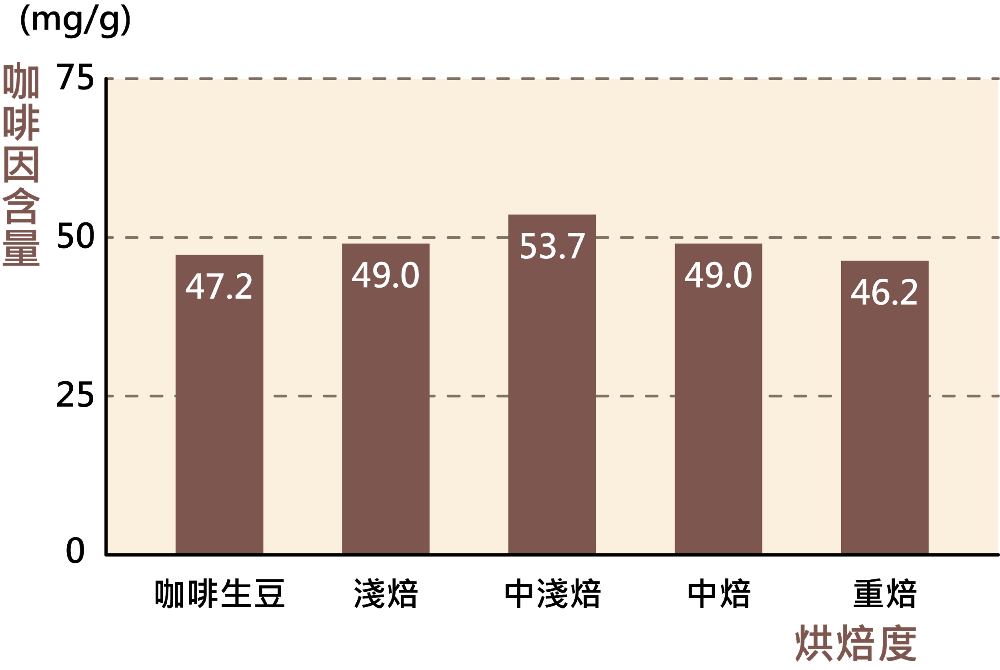 (mg/g)
咖啡因含量
75
50
25
0
47.2
49.0
53.7
49.0
46.2
咖啡生豆
淺焙
中淺焙
中焙
重焙
烘焙度